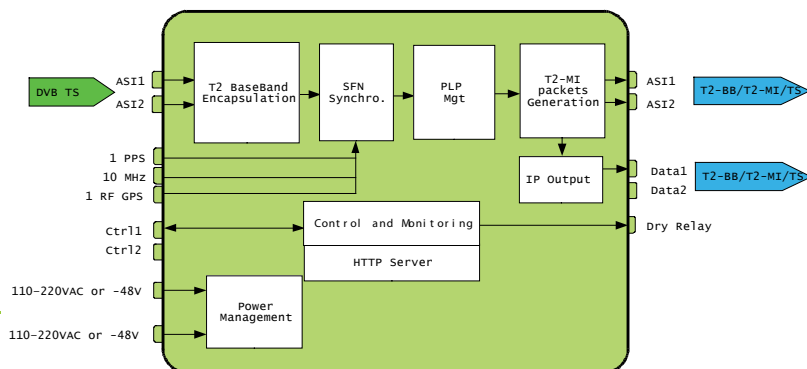 DVB TS
ASI1
ASI2
T2 BaseBand
Encapsulation
SFN
Synchro.
PLP
Mgt
T2-MI
packets
Generation
ASI1
ASI2
T2-BB/T2-MI/TS
1 PPS
10 MHz
1 RF GPS
IP Output
Data1
Data2
T2-BB/T2-MI/TS
Ctrl1
Ctrl2
Control and Monitoring
HTTP Server
Dry Relay
110-220VAC or -48V
110-220VAC or -48V
Power
Management